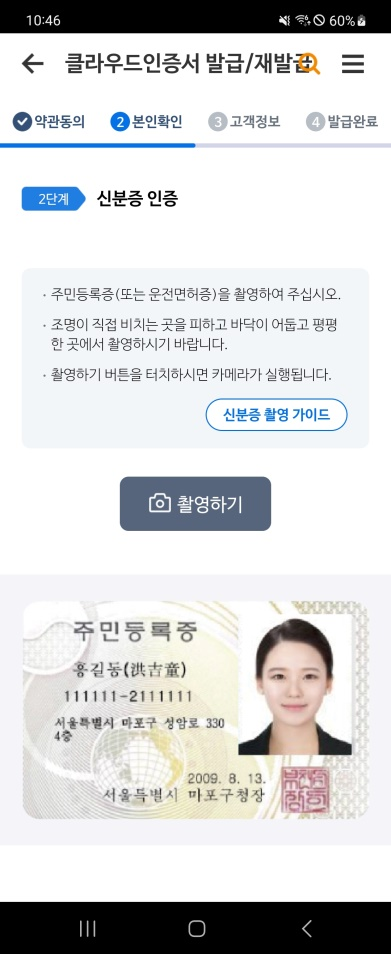 10:46
60%
클라우드인증서 발급/재발급
약관동의
2 본인확인
3 고객정보
4 발급완료
2단계
신분증 인증
· 주민등록증(또는 운전면허증)을 촬영하여 주십시오.
· 조명이 직접 비치는 곳을 피하고 바닥이 어둡고 평평
한 곳에서 촬영하시기 바랍니다.
· 촬영하기 버튼을 터치하시면 카메라가 실행됩니다.
신분증 촬영 가이드
촬영하기
주민등록증
홍길동(洪吉童)
111111-2111111
서울특별시 마포구 성암로 330
4층
2009. 8. 13.
서울특별시 마포구청장